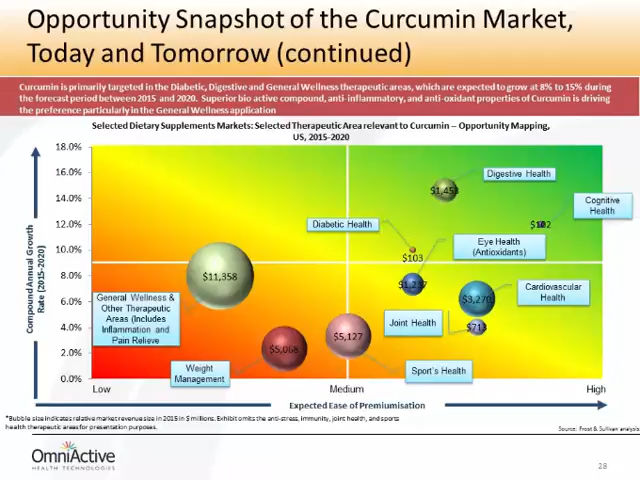 Opportunity Snapshot of the Curcumin Market,
Today and Tomorrow (continued)
Curcumin is primarily targeted in the Diabetic, Digestive and General Wellness therapeutic areas, which are expected to grow at 8% to 15% during
the forecast period between 2015 and 2020. Superior bio active compound, anti-inflammatory, and anti-oxidant properties of Curcumin is driving
the preference particularly in the General Wellness application
Selected Dietary Supplements Markets: Selected Therapeutic Area relevant to Curcumin – Opportunity Mapping,
US, 2015-2020
Compound Annual Growth
Rate (2015-2020)
18.0%
16.0%
14.0%
12.0%
10.0%
8.0%
6.0%
4.0%
2.0%
0.0%
Digestive Health
Cognitive
Health
Diabetic Health
$103
Eye Health
(Antioxidants)
$11,358
Cardiovascular
Health
$3,270
General Wellness &
Other Therapeutic
Areas (Includes
Inflammation and
Pain Relieve
Joint Health
$713
$5,127
$5,068
Weight
Management
Sport's Health
Low
Medium
High
Expected Ease of Premiumisation
*Bubble size indicates relative market revenue size in 2015 in $ millions. Exhibit omits the anti-stress, immunity, joint health, and sports
health therapeutic areas for presentation purposes.
Source: Frost & Sullivan analysis
OmniActive
HEALTH TECHNOLOGIES
28